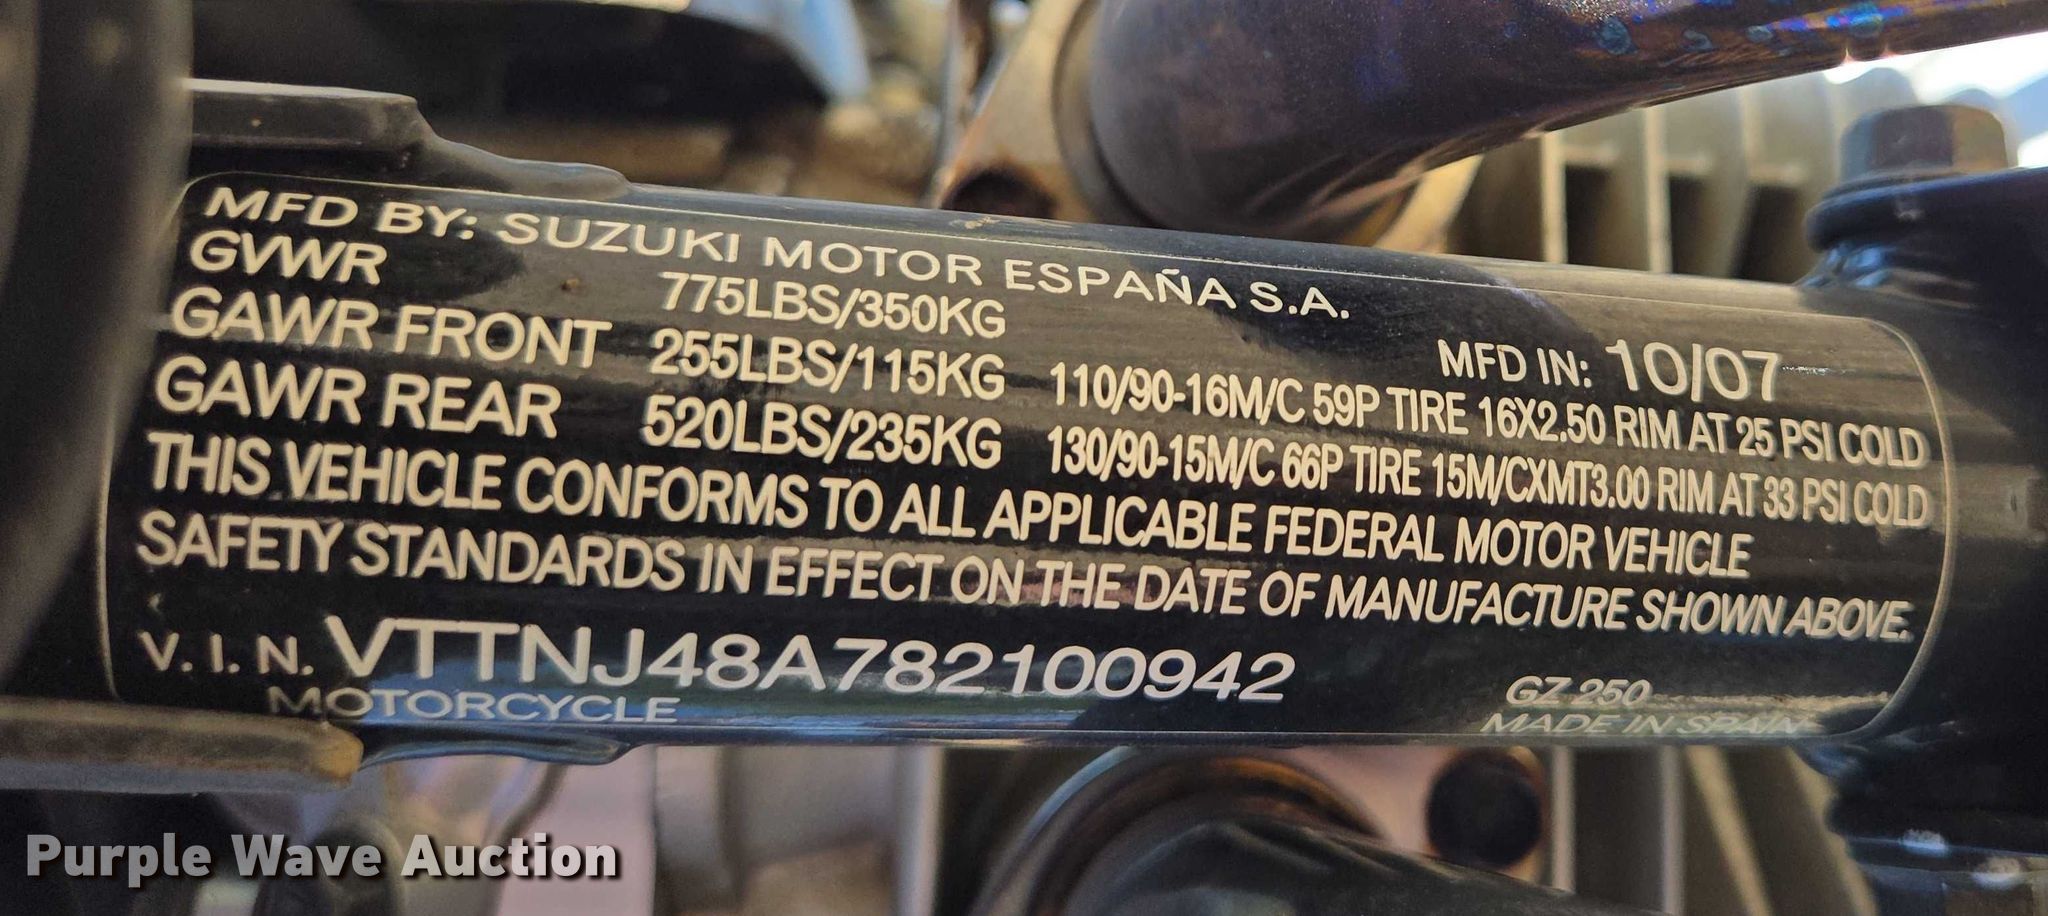 MFD BY: SUZUKI MOTOR ESPAÑA S.A.
GVWR 775LBS/350KG MFD IN: 10/07
GAWR FRONT 255LBS/115KG 110/90-16M/C 59P TIRE 16X2.50 RIM AT 25 PSI COLD
GAWR REAR 520LBS/235KG 130/90-15M/C 66P TIRE 15M/CXMT3.00 RIM AT 33 PSI COLD
THIS VEHICLE CONFORMS TO ALL APPLICABLE FEDERAL MOTOR VEHICLE
SAFETY STANDARDS IN EFFECT ON THE DATE OF MANUFACTURE SHOWN ABOVE.
V.I.N. VTTNJ48A782100942
MOTORCYCLE
GZ 250
MADE IN SPAIN
Purple Wave Auction